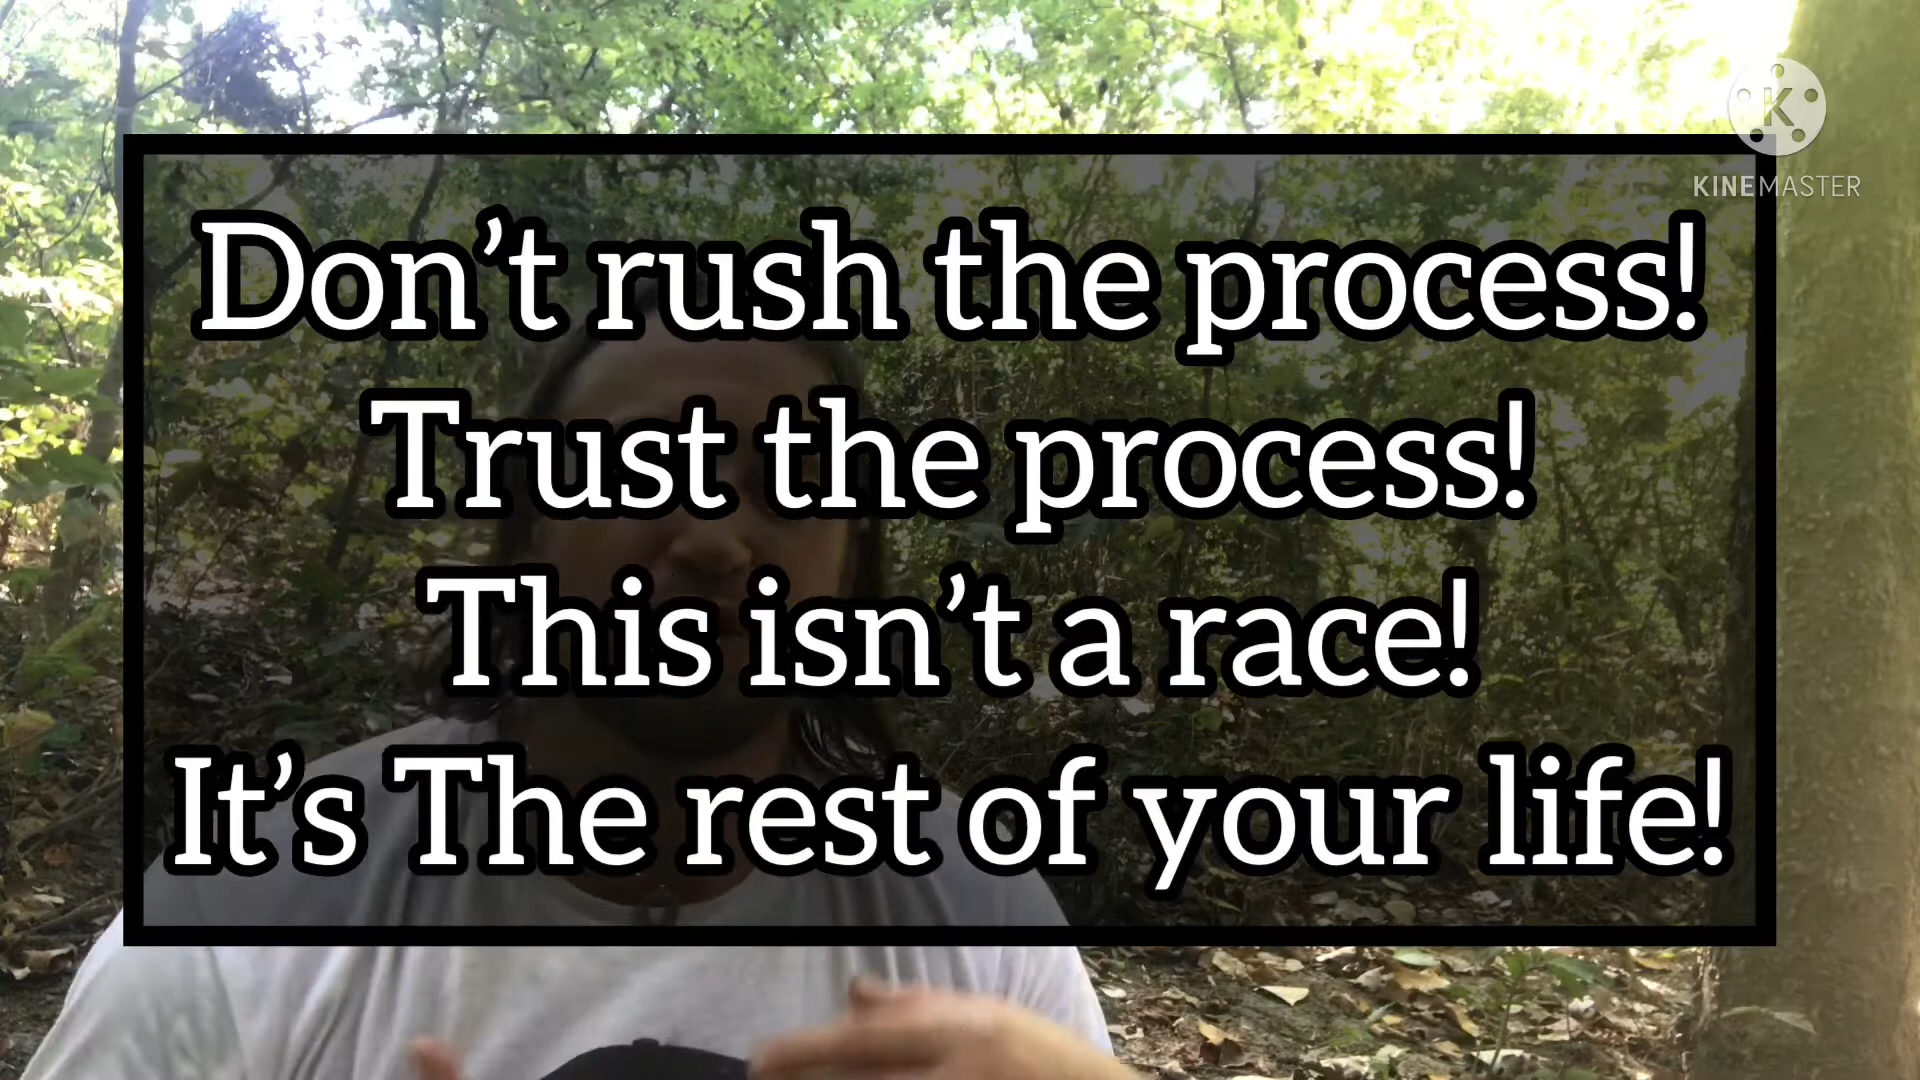 K
KINEMASTER
Don't rush the process!
Trust the process!
This isn't a race!
It's The rest of your life!